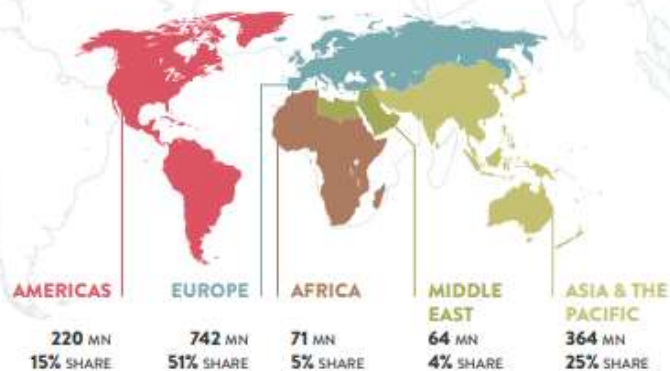 AMERICAS
220 MN
15% SHARE
EUROPE
742 MN
51% SHARE
AFRICA
71 MN
5% SHARE
MIDDLE
EAST
64 MN
4% SHARE
ASIA & THE
PACIFIC
364 MN
25% SHARE